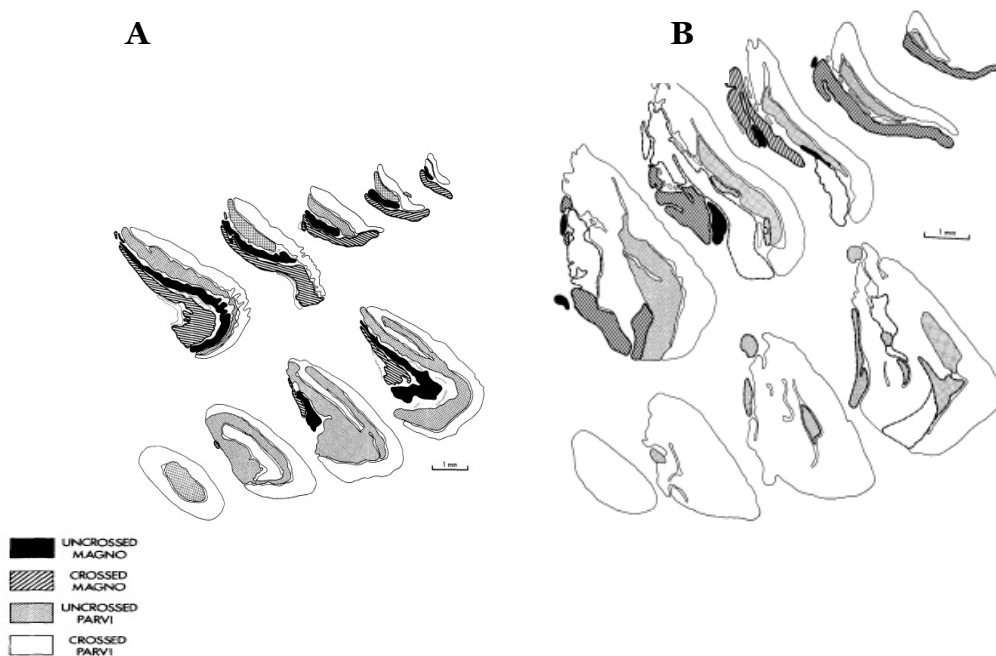 A
B
1 mm
1 mm
UNCROSSED
MAGNO
CROSSED
MAGNO
UNCROSSED
PARVI
CROSSED
PARVI